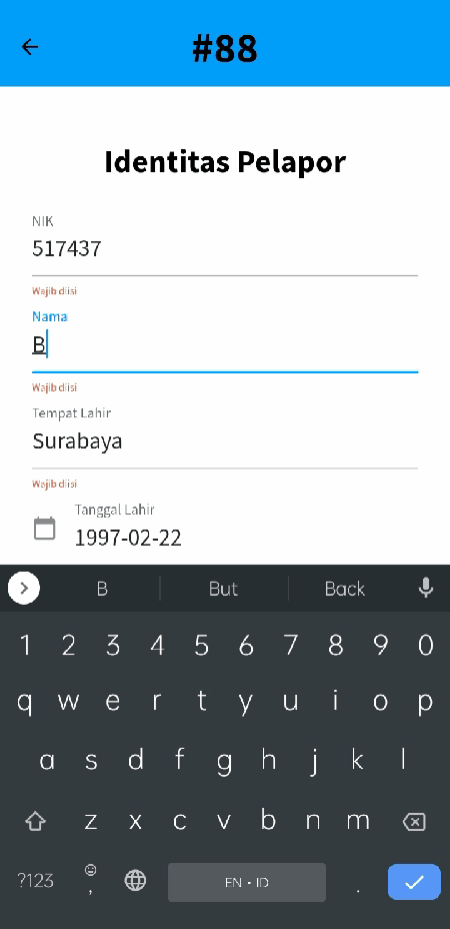 #88
Identitas Pelapor
NIK
517437
Wajib diisi
Nama
B
Wajib diisi
Tempat Lahir
Surabaya
Wajib diisi
Tanggal Lahir
1997-02-22
B But Back
1 2 3 4 5 6 7 8 9 0
q w e r t y u i o p
a s d f g h j k l
z x c v b n m
?123 , EN • ID .